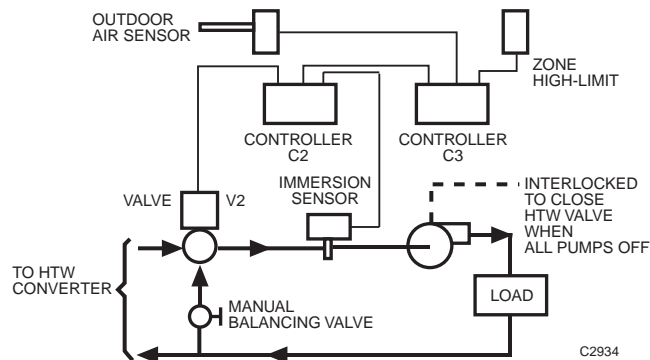 OUTDOOR
AIR SENSOR
ZONE
HIGH-LIMIT
CONTROLLER
C2
CONTROLLER
C3
IMMERSION
SENSOR
VALVE
V2
INTERLOCKED
TO CLOSE
HTW VALVE
WHEN
ALL PUMPS OFF
TO HTW
CONVERTER
LOAD
MANUAL
BALANCING VALVE
C2934